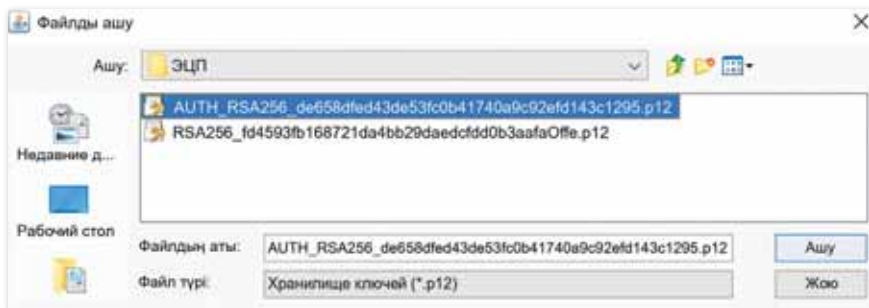 Файлды ашу
Ашу: ЭЦП
AUTH_RSA256_de658dfed43de53fc0b41740a9c92efd143c1295.p12
RSA256_fd4593fb168721da4bb29daedcfdd0b3aafaOffe.p12
Недавние д...
Рабочий стол
Файлдың аты: AUTH_RSA256_de658dfed43de53fc0b41740a9c92efd143c1295.p12 Ашу
Файл түрі: Хранилище ключей (*.p12) Жою